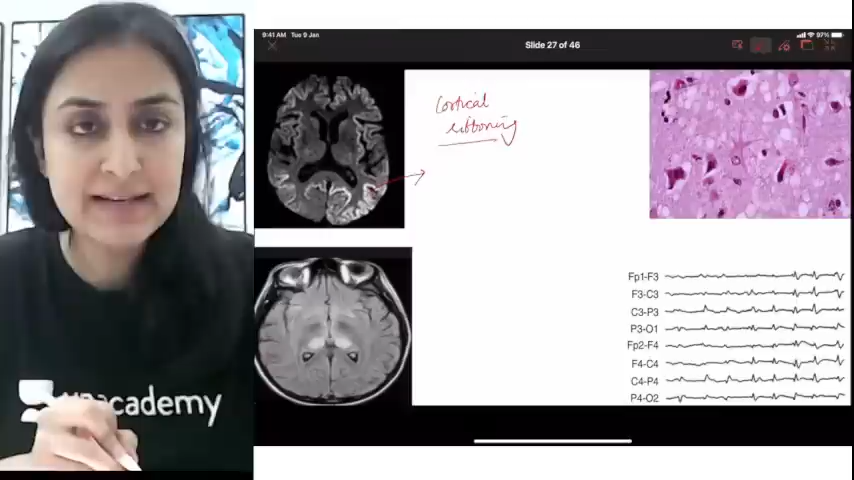 9:41 AM Tue 9 Jan
Slide 27 of 46
97%
Cortical
ribboning
Fp1-F3
F3-C3
C3-P3
P3-O1
Fp2-F4
F4-C4
C4-P4
P4-O2
academy